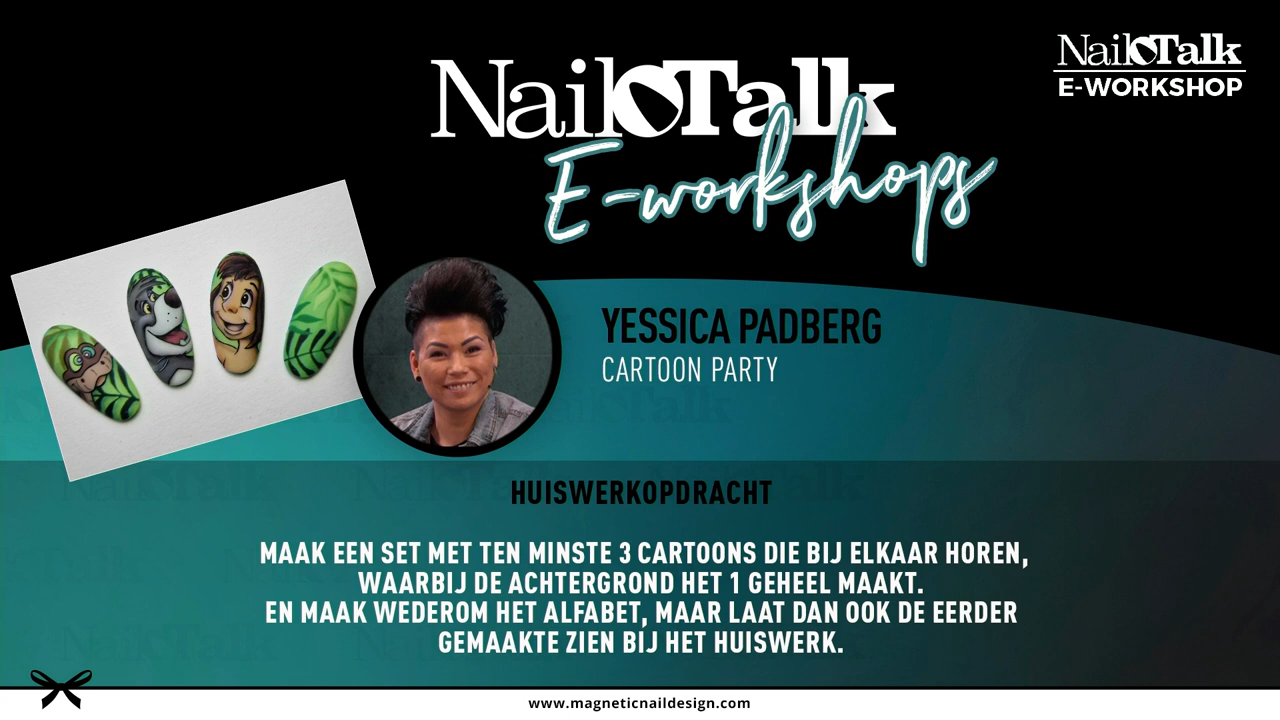 NailTalk
E-workshops
NailTalk
E-WORKSHOP
YESSICA PADBERG
CARTOON PARTY
HUISWERKOPDRACHT
MAAK EEN SET MET TEN MINSTE 3 CARTOONS DIE BIJ ELKAAR HOREN,
WAARBIJ DE ACHTERGROND HET 1 GEHEEL MAAKT.
EN MAAK WEDEROM HET ALFABET, MAAR LAAT DAN OOK DE EERDER
GEMAAKTE ZIEN BIJ HET HUISWERK.
www.magneticnaildesign.com